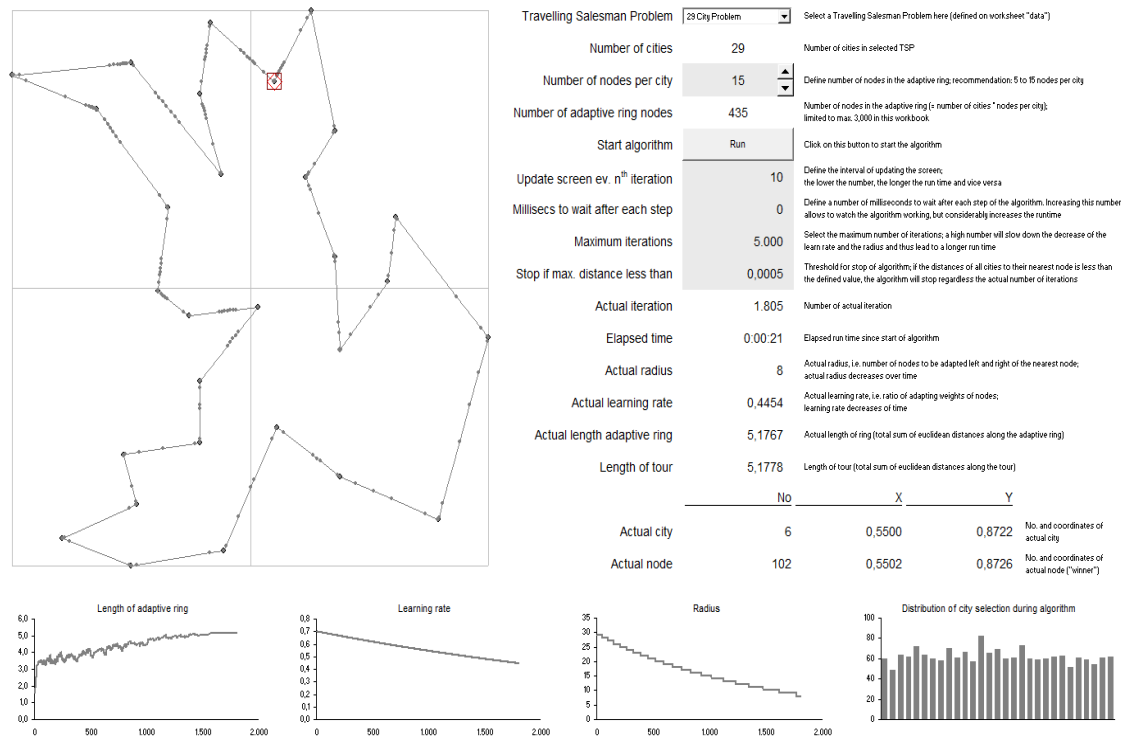 Travelling Salesman Problem 29 City Problem Select a Travelling Salesman Problem here (defined on worksheet "data")
Number of cities 29 Number of cities in selected TSP
Number of nodes per city 15 Define number of nodes in the adaptive ring; recommendation: 5 to 15 nodes per city
Number of adaptive ring nodes 435 Number of nodes in the adaptive ring (= number of cities * nodes per city);
limited to max. 3,000 in this workbook
Start algorithm Run Click on this button to start the algorithm
Update screen ev. nth iteration 10 Define the interval of updating the screen;
the lower the number, the longer the run time and vice versa
Millisecs to wait after each step 0 Define a number of milliseconds to wait after each step of the algorithm. Increasing this number
allows to watch the algorithm working, but considerably increases the runtime
Maximum iterations 5.000 Select the maximum number of iterations; a high number will slow down the decrease of the
learn rate and the radius and thus lead to a longer run time
Stop if max. distance less than 0,0005 Threshold for stop of algorithm; if the distances of all cities to their nearest node is less than
the defined value, the algorithm will stop regardless the actual number of iterations
Actual iteration 1.805 Number of actual iteration
Elapsed time 0:00:21 Elapsed run time since start of algorithm
Actual radius 8 Actual radius, i.e. number of nodes to be adapted left and right of the nearest node;
actual radius decreases over time
Actual learning rate 0,4454 Actual learning rate, i.e. ratio of adapting weights of nodes;
learning rate decreases of time
Actual length adaptive ring 5,1767 Actual length of ring (total sum of euclidean distances along the adaptive ring)
Length of tour 5,1778 Length of tour (total sum of euclidean distances along the tour)
No X Y
Actual city 6 0,5500 0,8722 No. and coordinates of
actual city
Actual node 102 0,5502 0,8726 No. and coordinates of
actual node ("winner")
Length of adaptive ring
6,0
5,0
4,0
3,0
2,0
1,0
0,0
0 500 1.000 1.500 2.000
Learning rate
0,8
0,7
0,6
0,5
0,4
0,3
0,2
0,1
0,0
0 500 1.000 1.500 2.000
Radius
35
30
25
20
15
10
5
0
0 500 1.000 1.500 2.000
Distribution of city selection during algorithm
100
80
60
40
20
0